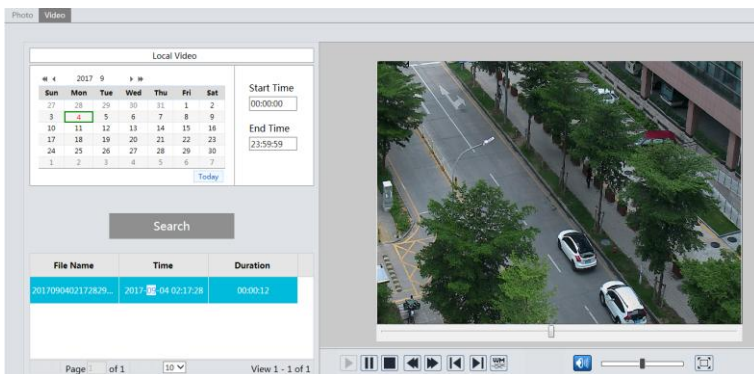 Photo Video
Local Video
2017 9
Sun Mon Tue Wed Thu Fri Sat
27 28 29 30 31 1 2
3 4 5 6 7 8 9
10 11 12 13 14 15 16
17 18 19 20 21 22 23
24 25 26 27 28 29 30
1 2 3 4 5 6 7
Today
Start Time
00:00:00
End Time
23:59:59
Search
File Name Time Duration
2017090402172829... 2017-09-04 02:17:28 00:00:12
Page of 1 10 View 1 - 1 of 1